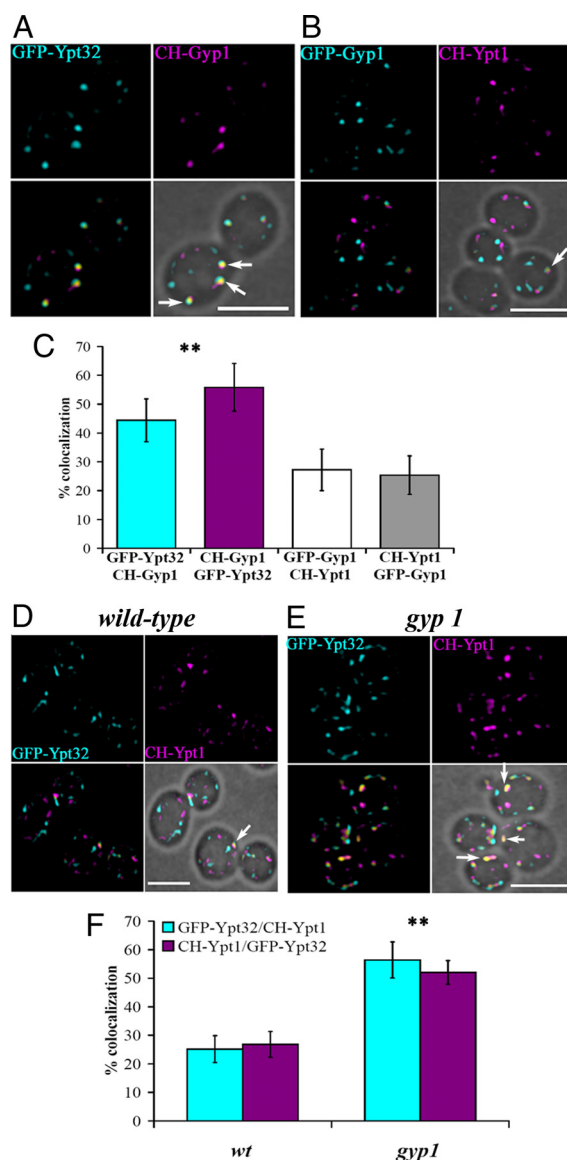 A
B
GFP-Ypt32 CH-Gyp1
GFP-Gyp1 CH-Ypt1
C
70
60
50
40
30
20
10
0
% colocalization
**
GFP-Ypt32
CH-Gyp1
CH-Gyp1
GFP-Ypt32
GFP-Gyp1
CH-Ypt1
CH-Ypt1
GFP-Gyp1
D wild-type
E gyp 1
GFP-Ypt32 CH-Ypt1
GFP-Ypt32 CH-Ypt1
F
GFP-Ypt32/CH-Ypt1
CH-Ypt1/GFP-Ypt32
**
70
60
50
40
30
20
10
0
% colocalization
wt
gyp1